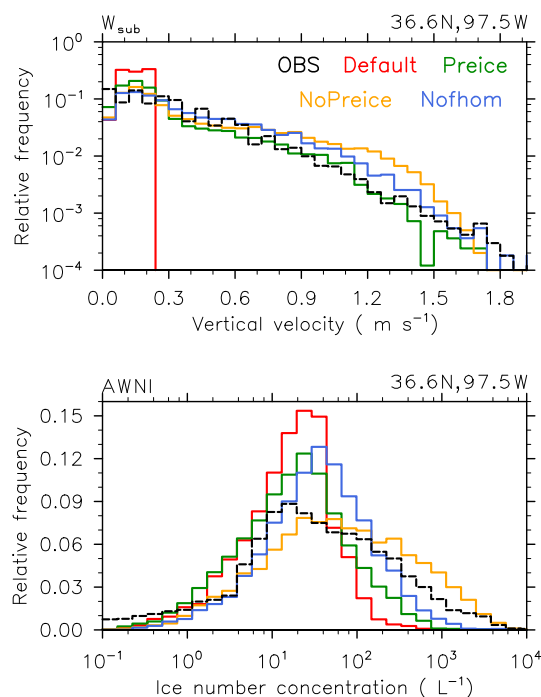 W_sub 36.6N,97.5W
10^0
10^-1
10^-2
10^-3
10^-4
Relative frequency
OBS Default Preice
NoPreice Nofhom
0.0 0.3 0.6 0.9 1.2 1.5 1.8
Vertical velocity ( m s^-1)
AWNI 36.6N,97.5W
0.15
0.12
0.09
0.06
0.03
0.00
Relative frequency
10^-1 10^0 10^1 10^2 10^3 10^4
Ice number concentration ( L^-1)